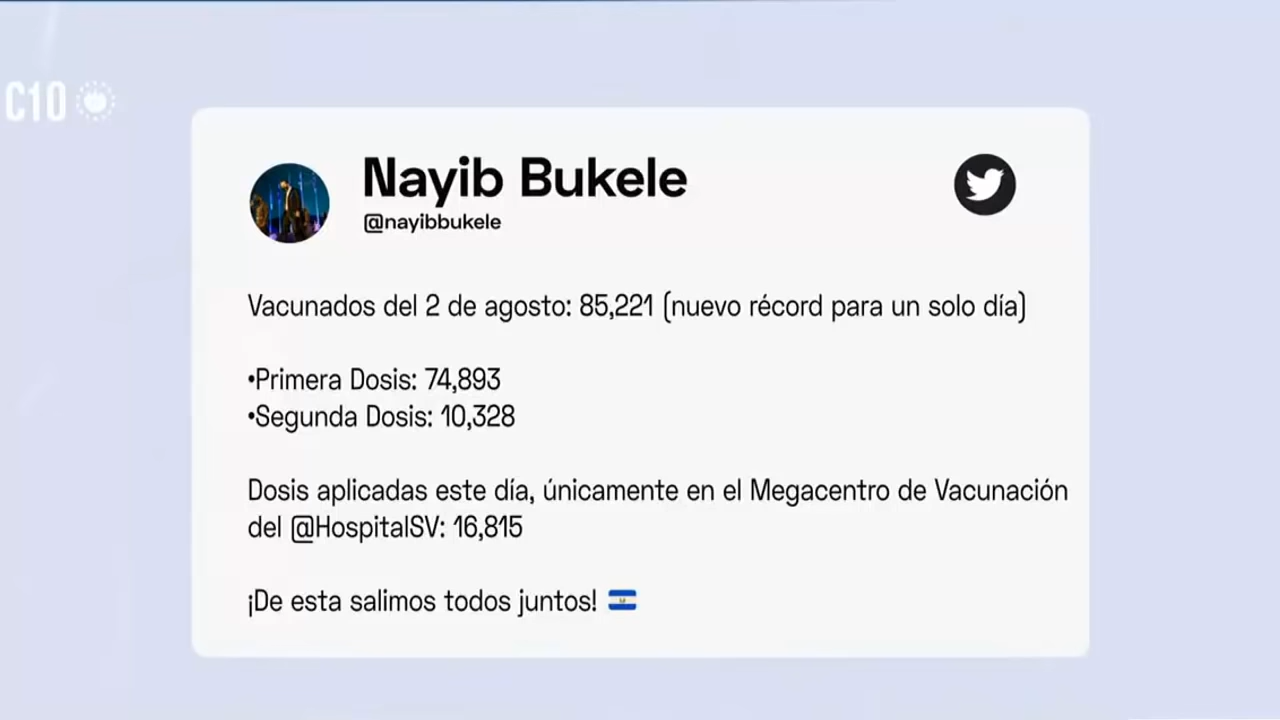 C10
Nayib Bukele
@nayibbukele
Vacunados del 2 de agosto: 85,221 (nuevo récord para un solo día)
•Primera Dosis: 74,893
•Segunda Dosis: 10,328
Dosis aplicadas este día, únicamente en el Megacentro de Vacunación
del @HospitalSV: 16,815
¡De esta salimos todos juntos! 🇸🇻